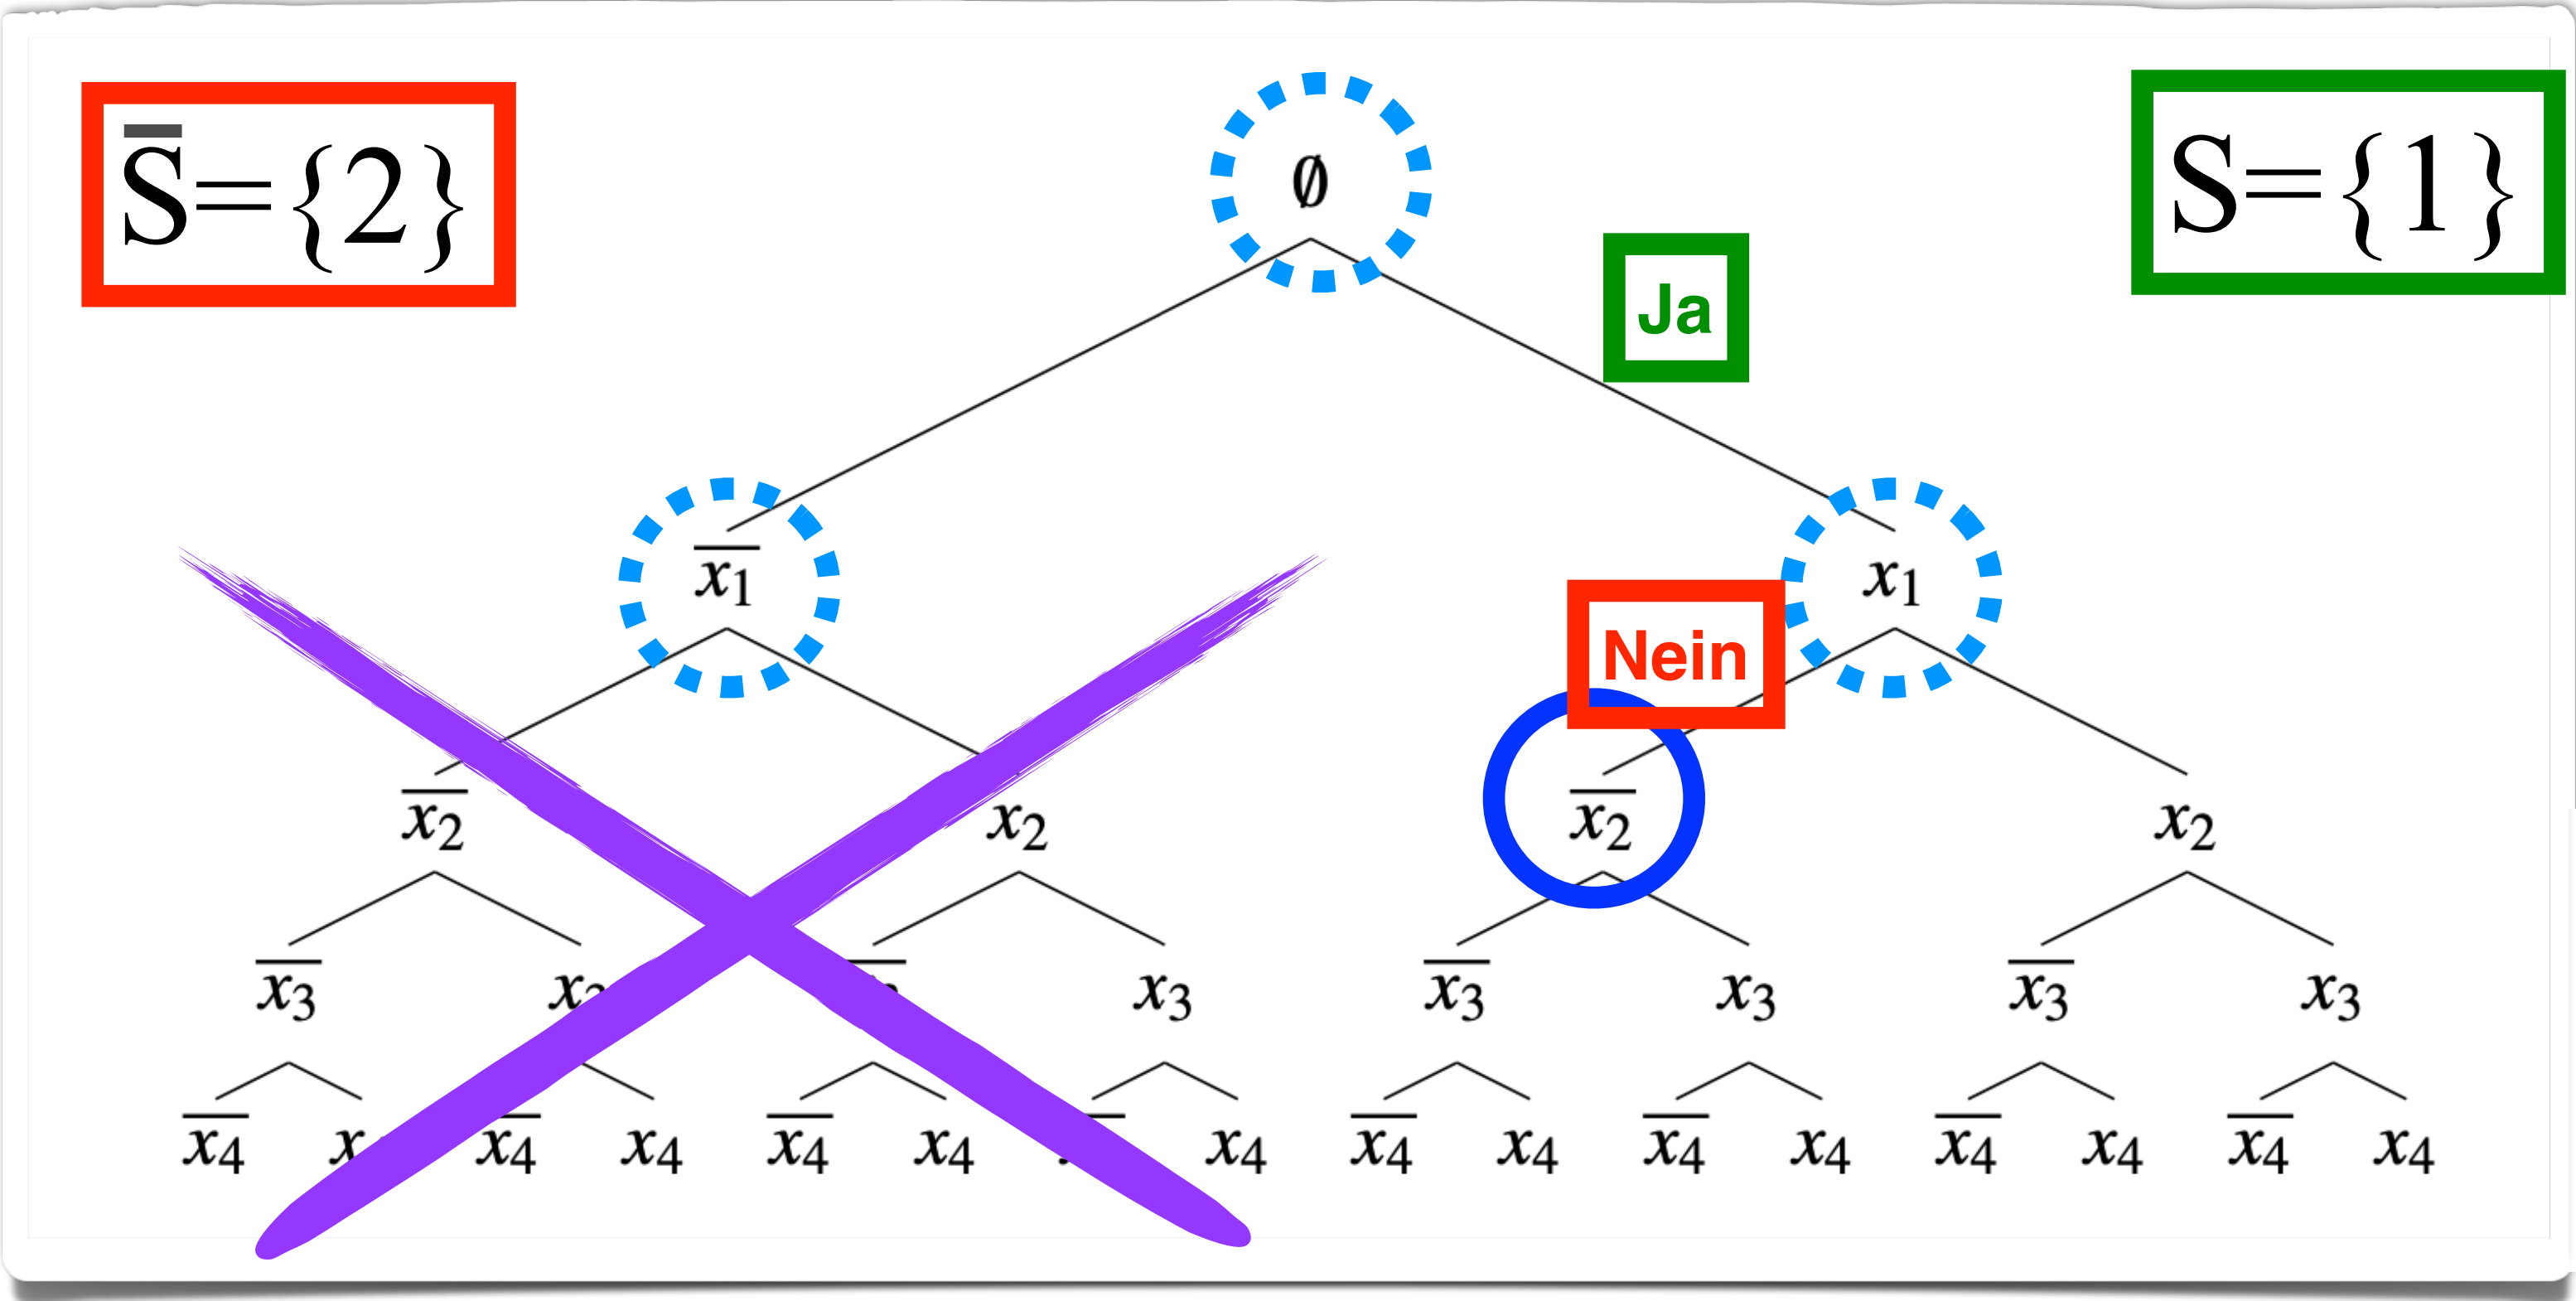 S̅={2}
∅
S={1}
Ja
x̅₁
x₁
Nein
x̅₂
x₂
x̅₂
x₂
x̅₃
x₃
x̅₃
x₃
x̅₃
x₃
x̅₄
x̅₄
x₄
x̅₄
x₄
x₄
x̅₄
x₄
x̅₄
x₄
x̅₄
x₄
x̅₄
x₄